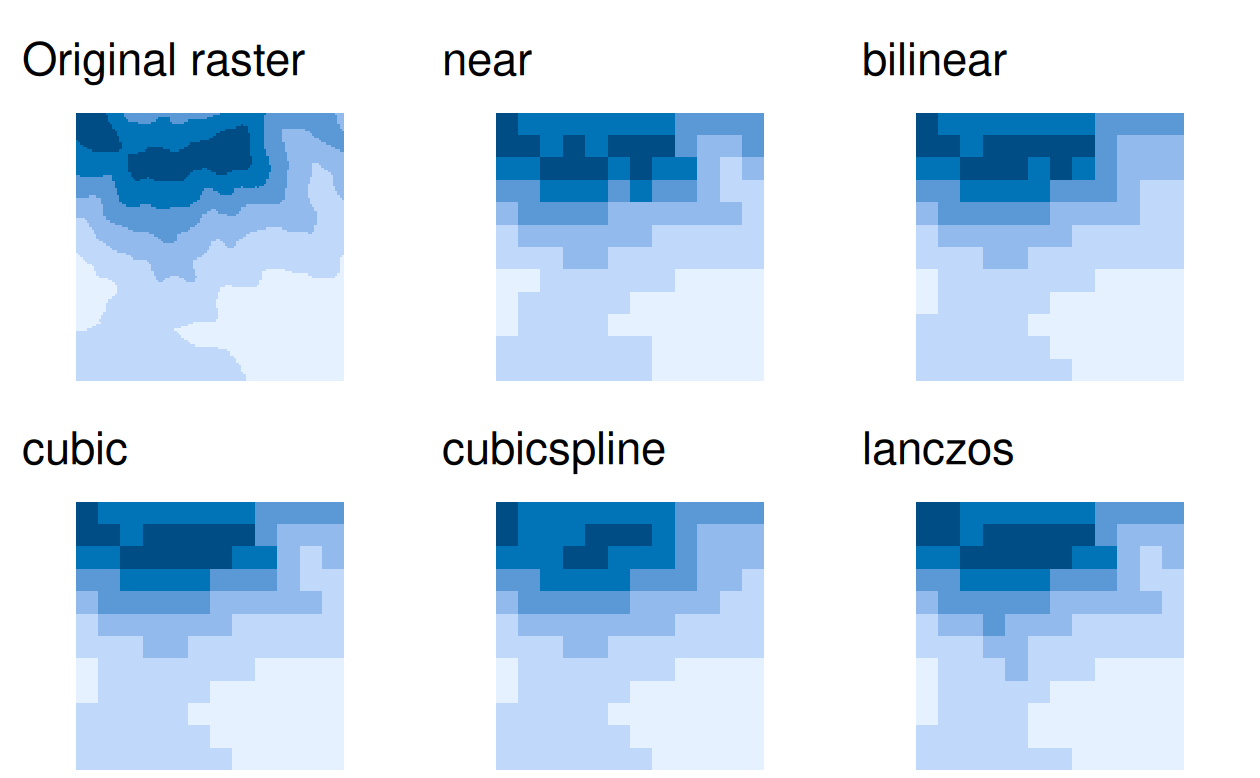 Original raster
near
bilinear
cubic
cubicspline
lanczos